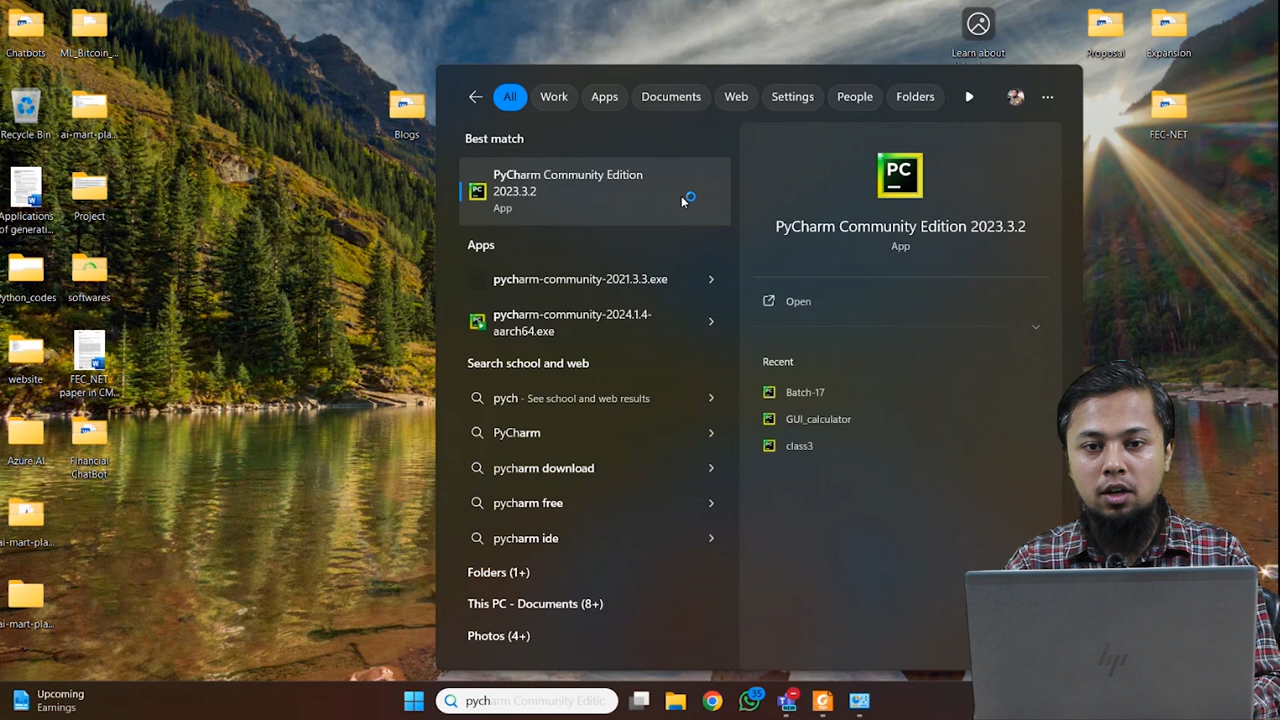 Chatbots
ML_Bitcoin_...
Learn about
Proposal
Expansion
Recycle Bin
ai-mart-pla...
Blogs
FEC-NET
Applications
of generati...
Project
Python_codes
softwares
website
FEC_NET
paper in CM...
Azure AI
Financial
ChatBot
ai-mart-pla...
ai-mart-pla...
All
Work
Apps
Documents
Web
Settings
People
Folders
Best match
PyCharm Community Edition
2023.3.2
App
Apps
pycharm-community-2021.3.3.exe
pycharm-community-2024.1.4-
aarch64.exe
Search school and web
pych - See school and web results
PyCharm
pycharm download
pycharm free
pycharm ide
Folders (1+)
This PC - Documents (8+)
Photos (4+)
PC
PyCharm Community Edition 2023.3.2
App
Open
Recent
Batch-17
GUI_calculator
class3
hp
Upcoming
Earnings
pycharm Community Editio
35
NEW